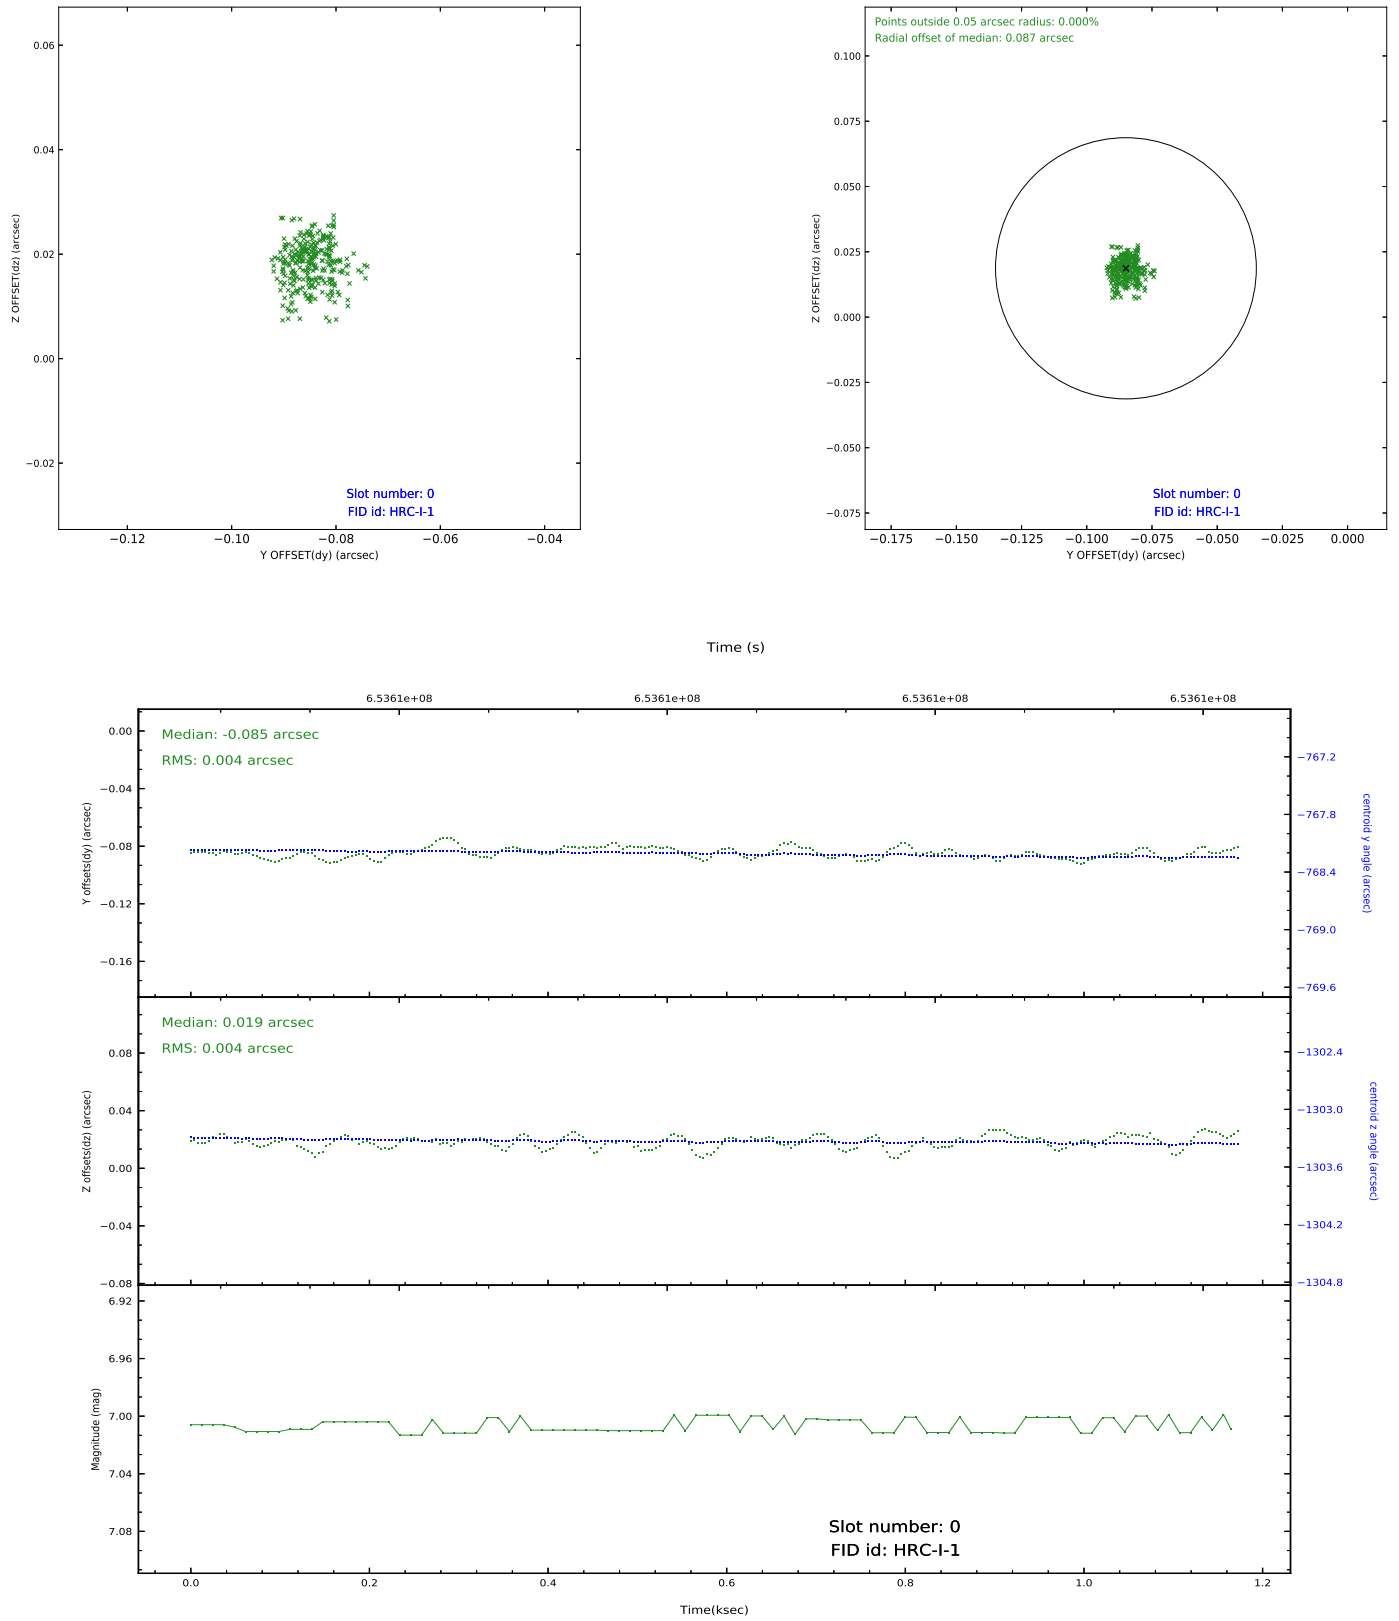 0.06
0.04
0.02
0.00
−0.02
Z OFFSET(dz) (arcsec)
Slot number: 0
FID id: HRC-I-1
−0.12 −0.10 −0.08 −0.06 −0.04
Y OFFSET(dy) (arcsec)
Points outside 0.05 arcsec radius: 0.000%
Radial offset of median: 0.087 arcsec
0.100
0.075
0.050
0.025
0.000
−0.025
−0.050
−0.075
Z OFFSET(dz) (arcsec)
Slot number: 0
FID id: HRC-I-1
−0.175 −0.150 −0.125 −0.100 −0.075 −0.050 −0.025 0.000
Y OFFSET(dy) (arcsec)
Time (s)
6.5361e+08 6.5361e+08 6.5361e+08 6.5361e+08
Median: -0.085 arcsec
RMS: 0.004 arcsec
0.00
−0.04
−0.08
−0.12
−0.16
Y offsets(dy) (arcsec)
−767.2
−767.8
−768.4
−769.0
−769.6
centroid y angle (arcsec)
Median: 0.019 arcsec
RMS: 0.004 arcsec
0.08
0.04
0.00
−0.04
−0.08
Z offsets(dz) (arcsec)
−1302.4
−1303.0
−1303.6
−1304.2
−1304.8
centroid z angle (arcsec)
6.92
6.96
7.00
7.04
7.08
Magnitude (mag)
Slot number: 0
FID id: HRC-I-1
0.0 0.2 0.4 0.6 0.8 1.0 1.2
Time(ksec)